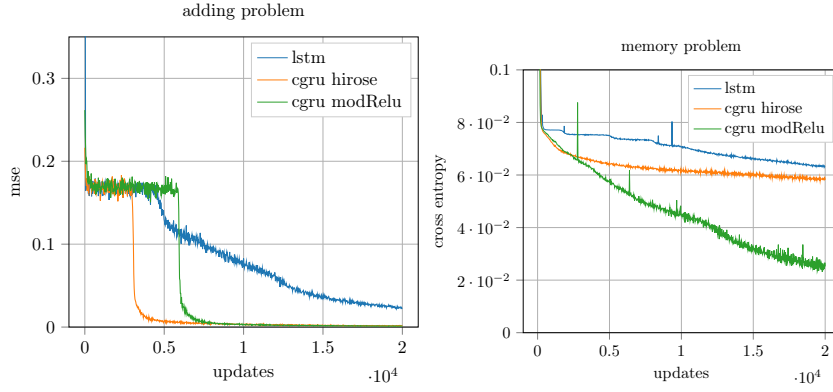 adding problem
0.3
0.2
0.1
0
mse
lstm
cgru hirose
cgru modRelu
0
0.5
1
1.5
2
updates
·10⁴
memory problem
0.1
8 · 10⁻²
6 · 10⁻²
4 · 10⁻²
2 · 10⁻²
0
cross entropy
lstm
cgru hirose
cgru modRelu
0
0.5
1
1.5
2
updates
·10⁴